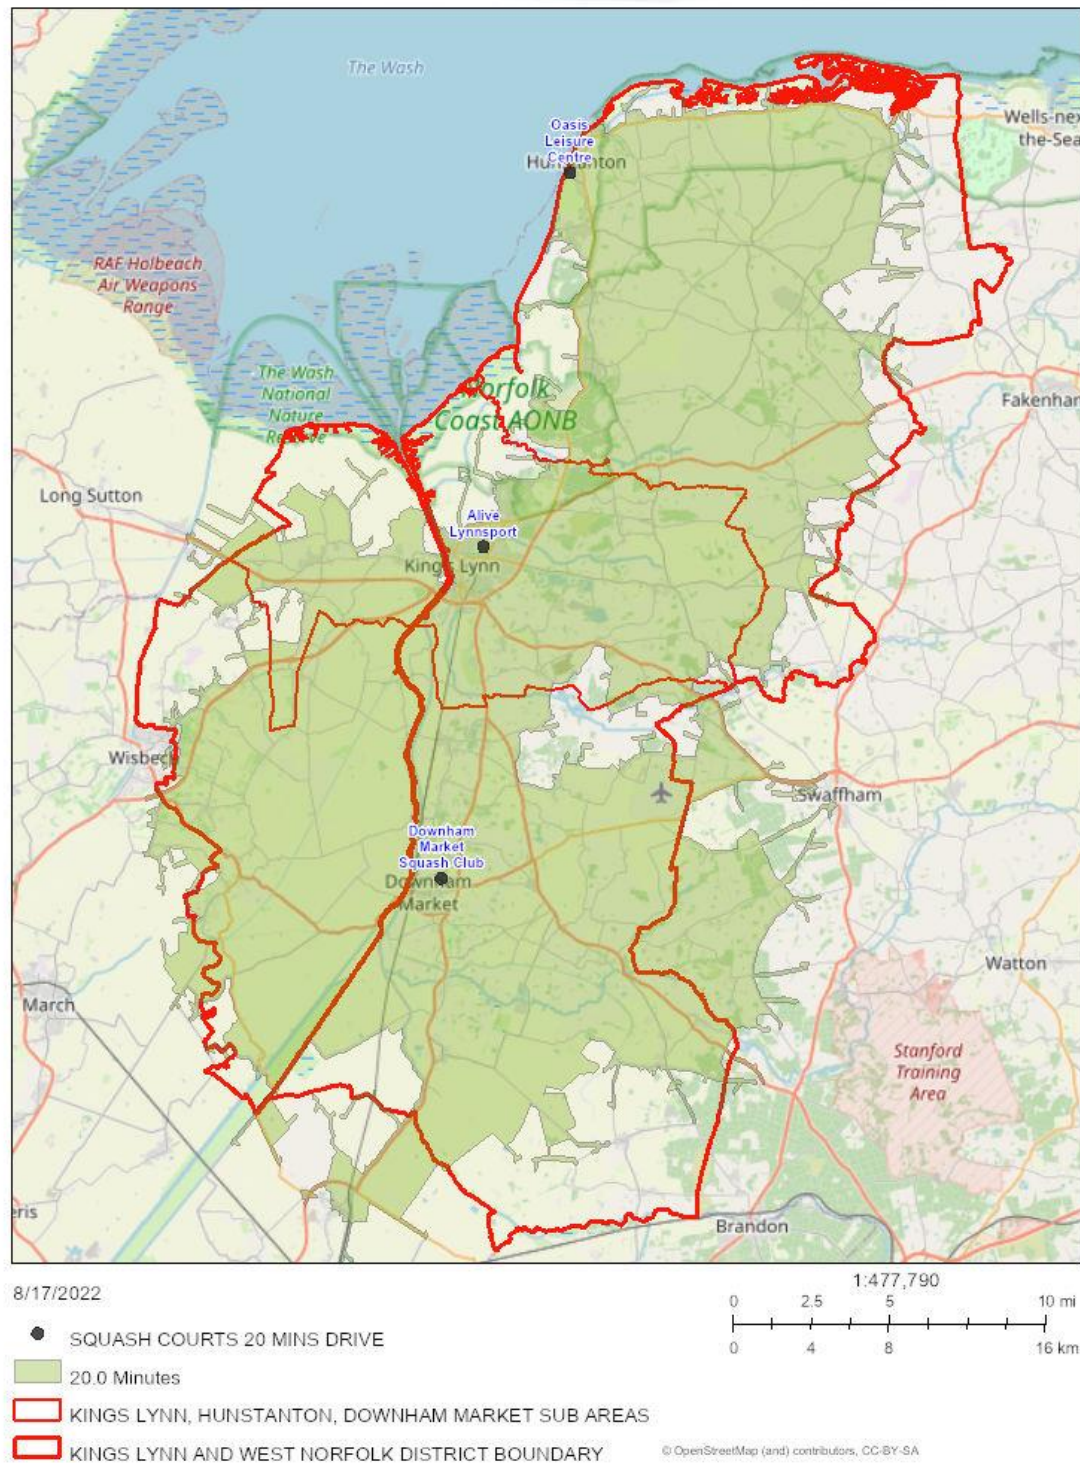 The Wash
Wells-nex
the-Sea
Oasis
Leisure
Centre
Hunstanton
RAF Holbeach
Air Weapons
Range
The Wash
National
Nature
Reserve
Norfolk
Coast AONB
Fakenham
Long Sutton
Alive
Lynnsport
King's Lynn
Wisbech
Swaffham
Downham
Market
Squash Club
Downham
Market
Watton
March
Stanford
Training
Area
eris
Brandon
8/17/2022
1:477,790
0 2.5 5 10 mi
0 4 8 16 km
SQUASH COURTS 20 MINS DRIVE
20.0 Minutes
KINGS LYNN, HUNSTANTON, DOWNHAM MARKET SUB AREAS
KINGS LYNN AND WEST NORFOLK DISTRICT BOUNDARY
© OpenStreetMap (and) contributors, CC-BY-SA